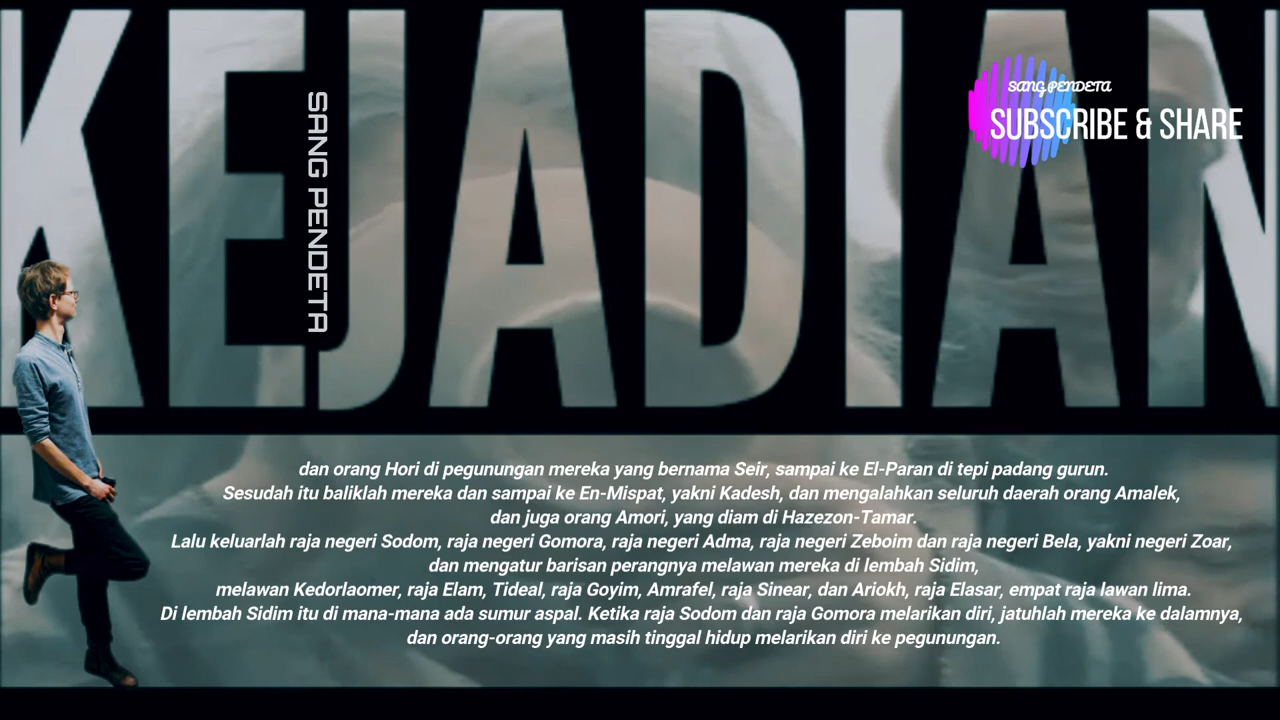 KEJADIAN
SANG PENDETA
SANG PENDETA
SUBSCRIBE & SHARE
dan orang Hori di pegunungan mereka yang bernama Seir, sampai ke El-Paran di tepi padang gurun.
Sesudah itu baliklah mereka dan sampai ke En-Mispat, yakni Kadesh, dan mengalahkan seluruh daerah orang Amalek,
dan juga orang Amori, yang diam di Hazezon-Tamar.
Lalu keluarlah raja negeri Sodom, raja negeri Gomora, raja negeri Adma, raja negeri Zeboim dan raja negeri Bela, yakni negeri Zoar,
dan mengatur barisan perangnya melawan mereka di lembah Sidim,
melawan Kedorlaomer, raja Elam, Tideal, raja Goyim, Amrafel, raja Sinear, dan Ariokh, raja Elasar, empat raja lawan lima.
Di lembah Sidim itu di mana-mana ada sumur aspal. Ketika raja Sodom dan raja Gomora melarikan diri, jatuhlah mereka ke dalamnya,
dan orang-orang yang masih tinggal hidup melarikan diri ke pegunungan.